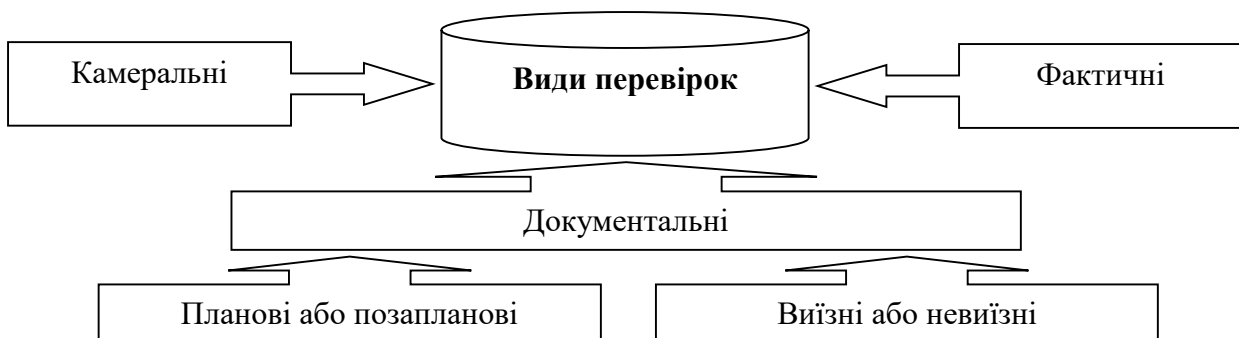 Камеральні
Види перевірок
Фактичні
Документальні
Планові або позапланові
Виїзні або невиїзні